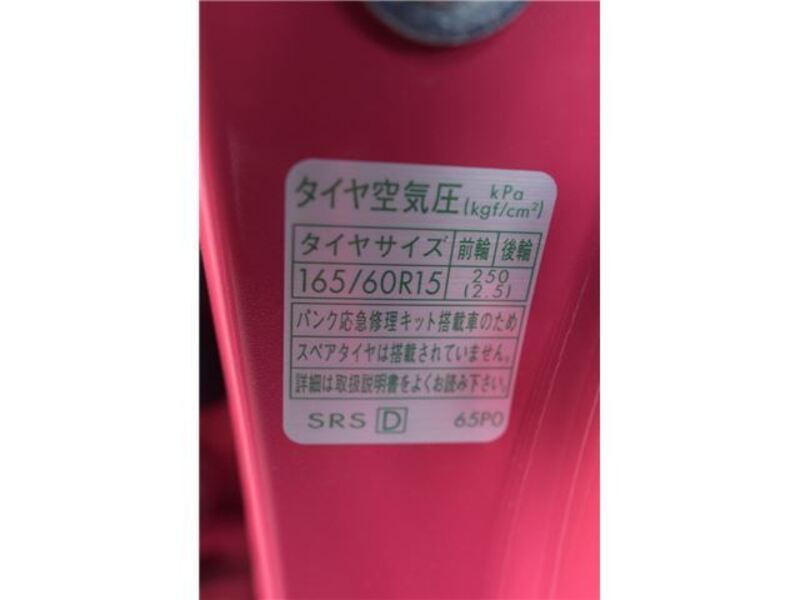 タイヤ空気圧 kPa
(kgf/cm²)
タイヤサイズ 前輪 後輪
165/60R15 250
(2.5)
パンク応急修理キット搭載車のため
スペアタイヤは搭載されていません。
詳細は取扱説明書をよくお読み下さい。
SRS D 65P0